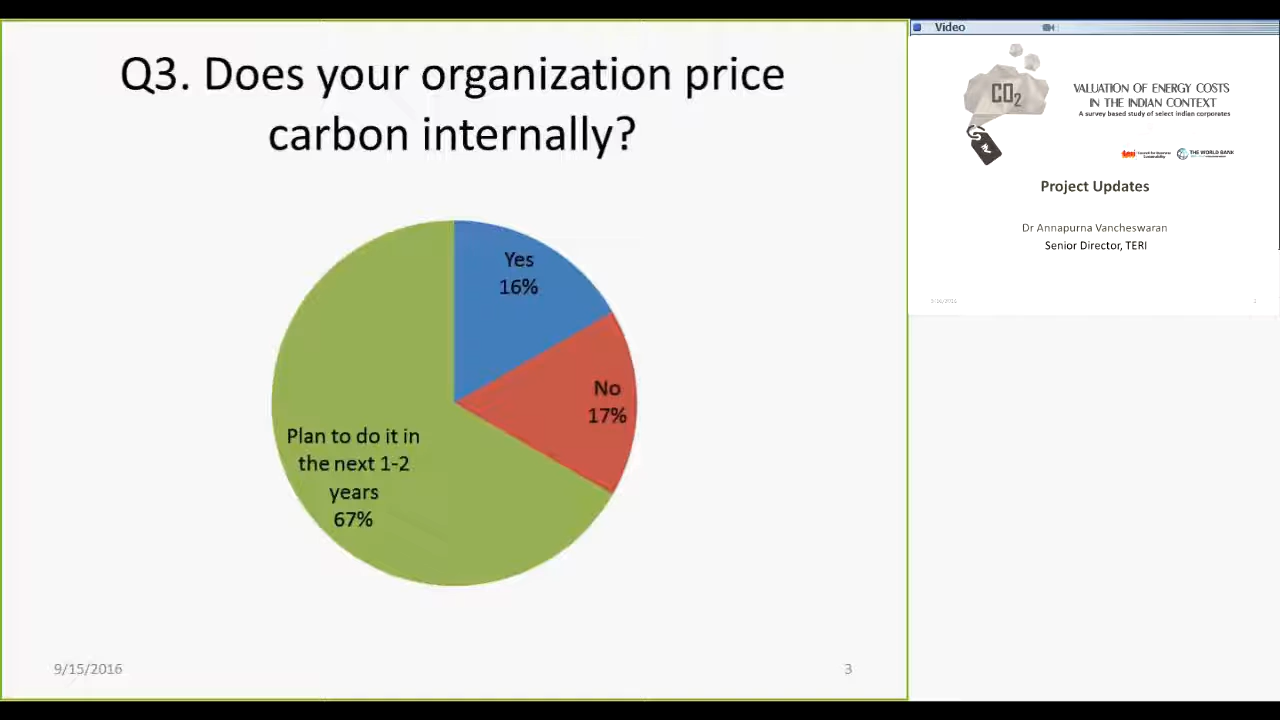 Q3. Does your organization price
carbon internally?
Yes
16%
No
17%
Plan to do it in
the next 1-2
years
67%
9/15/2016
3
Video
CO2
VALUATION OF ENERGY COSTS
IN THE INDIAN CONTEXT
A survey based study of select indian corporates
teri
THE WORLD BANK
Project Updates
Dr Annapurna Vancheswaran
Senior Director, TERI